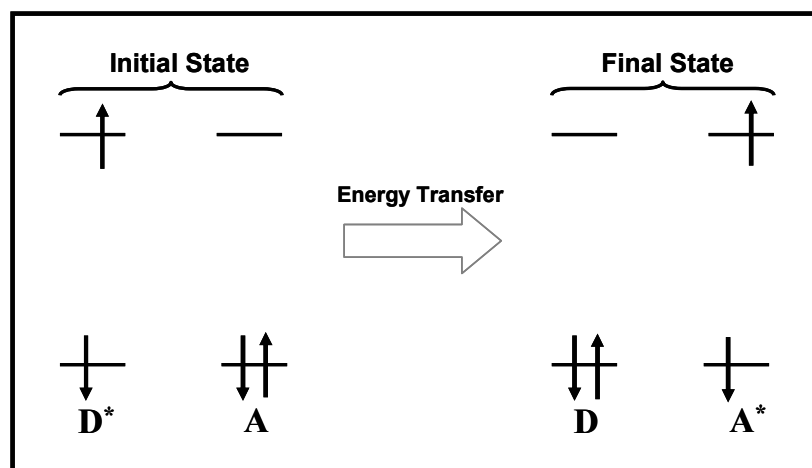 Initial State
Final State
Energy Transfer
D*
A
D
A*